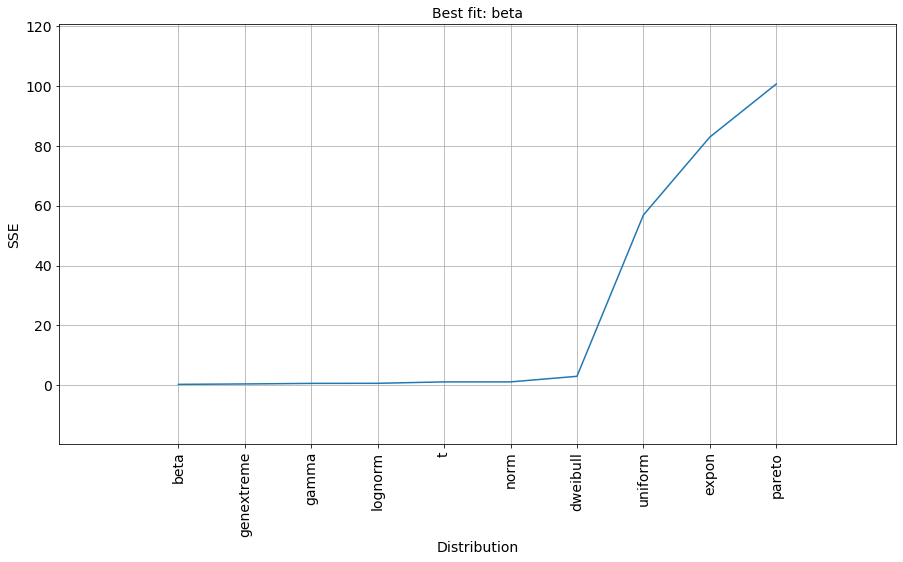 Best fit: beta
120
100
80
60
40
20
0
SSE
beta
genextreme
gamma
lognorm
t
norm
dweibull
uniform
expon
pareto
Distribution